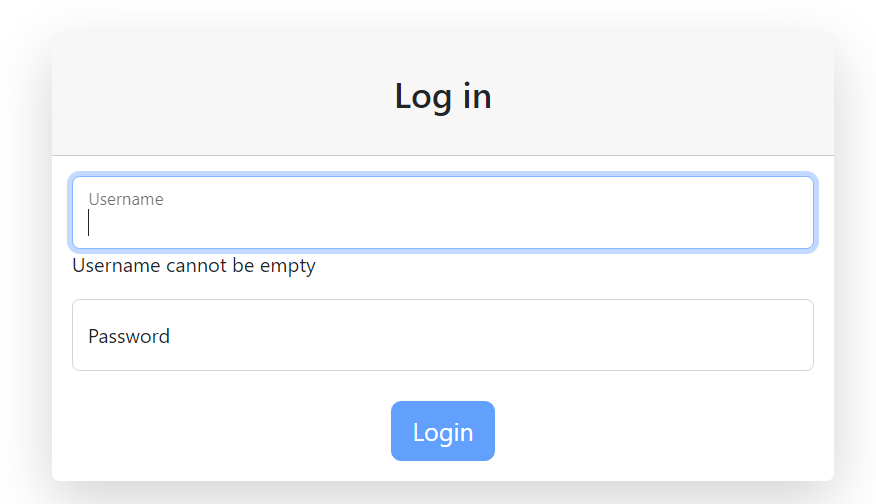 Log in
Username
Username cannot be empty
Password
Login